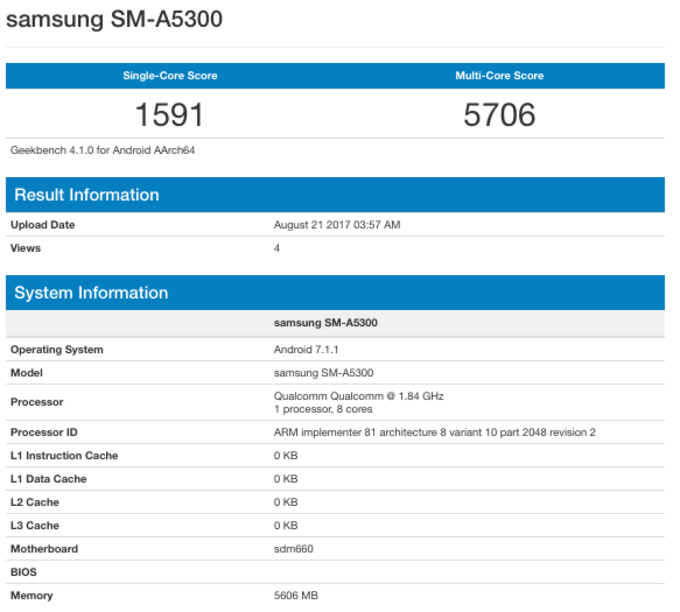 samsung SM-A5300
Single-Core Score Multi-Core Score
1591 5706
Geekbench 4.1.0 for Android AArch64
Result Information
Upload Date August 21 2017 03:57 AM
Views 4
System Information
samsung SM-A5300
Operating System Android 7.1.1
Model samsung SM-A5300
Processor Qualcomm Qualcomm @ 1.84 GHz
1 processor, 8 cores
Processor ID ARM implementer 81 architecture 8 variant 10 part 2048 revision 2
L1 Instruction Cache 0 KB
L1 Data Cache 0 KB
L2 Cache 0 KB
L3 Cache 0 KB
Motherboard sdm660
BIOS
Memory 5606 MB